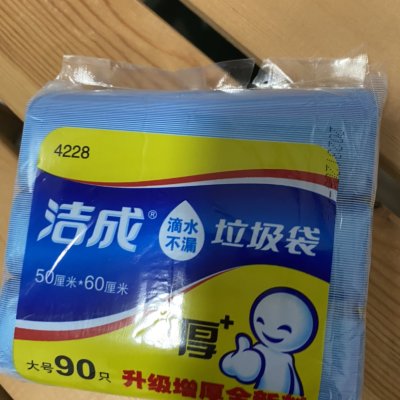 4228
洁成® 滴水不漏 垃圾袋
50厘米*60厘米
厚+
大号90只
升级增厚全新